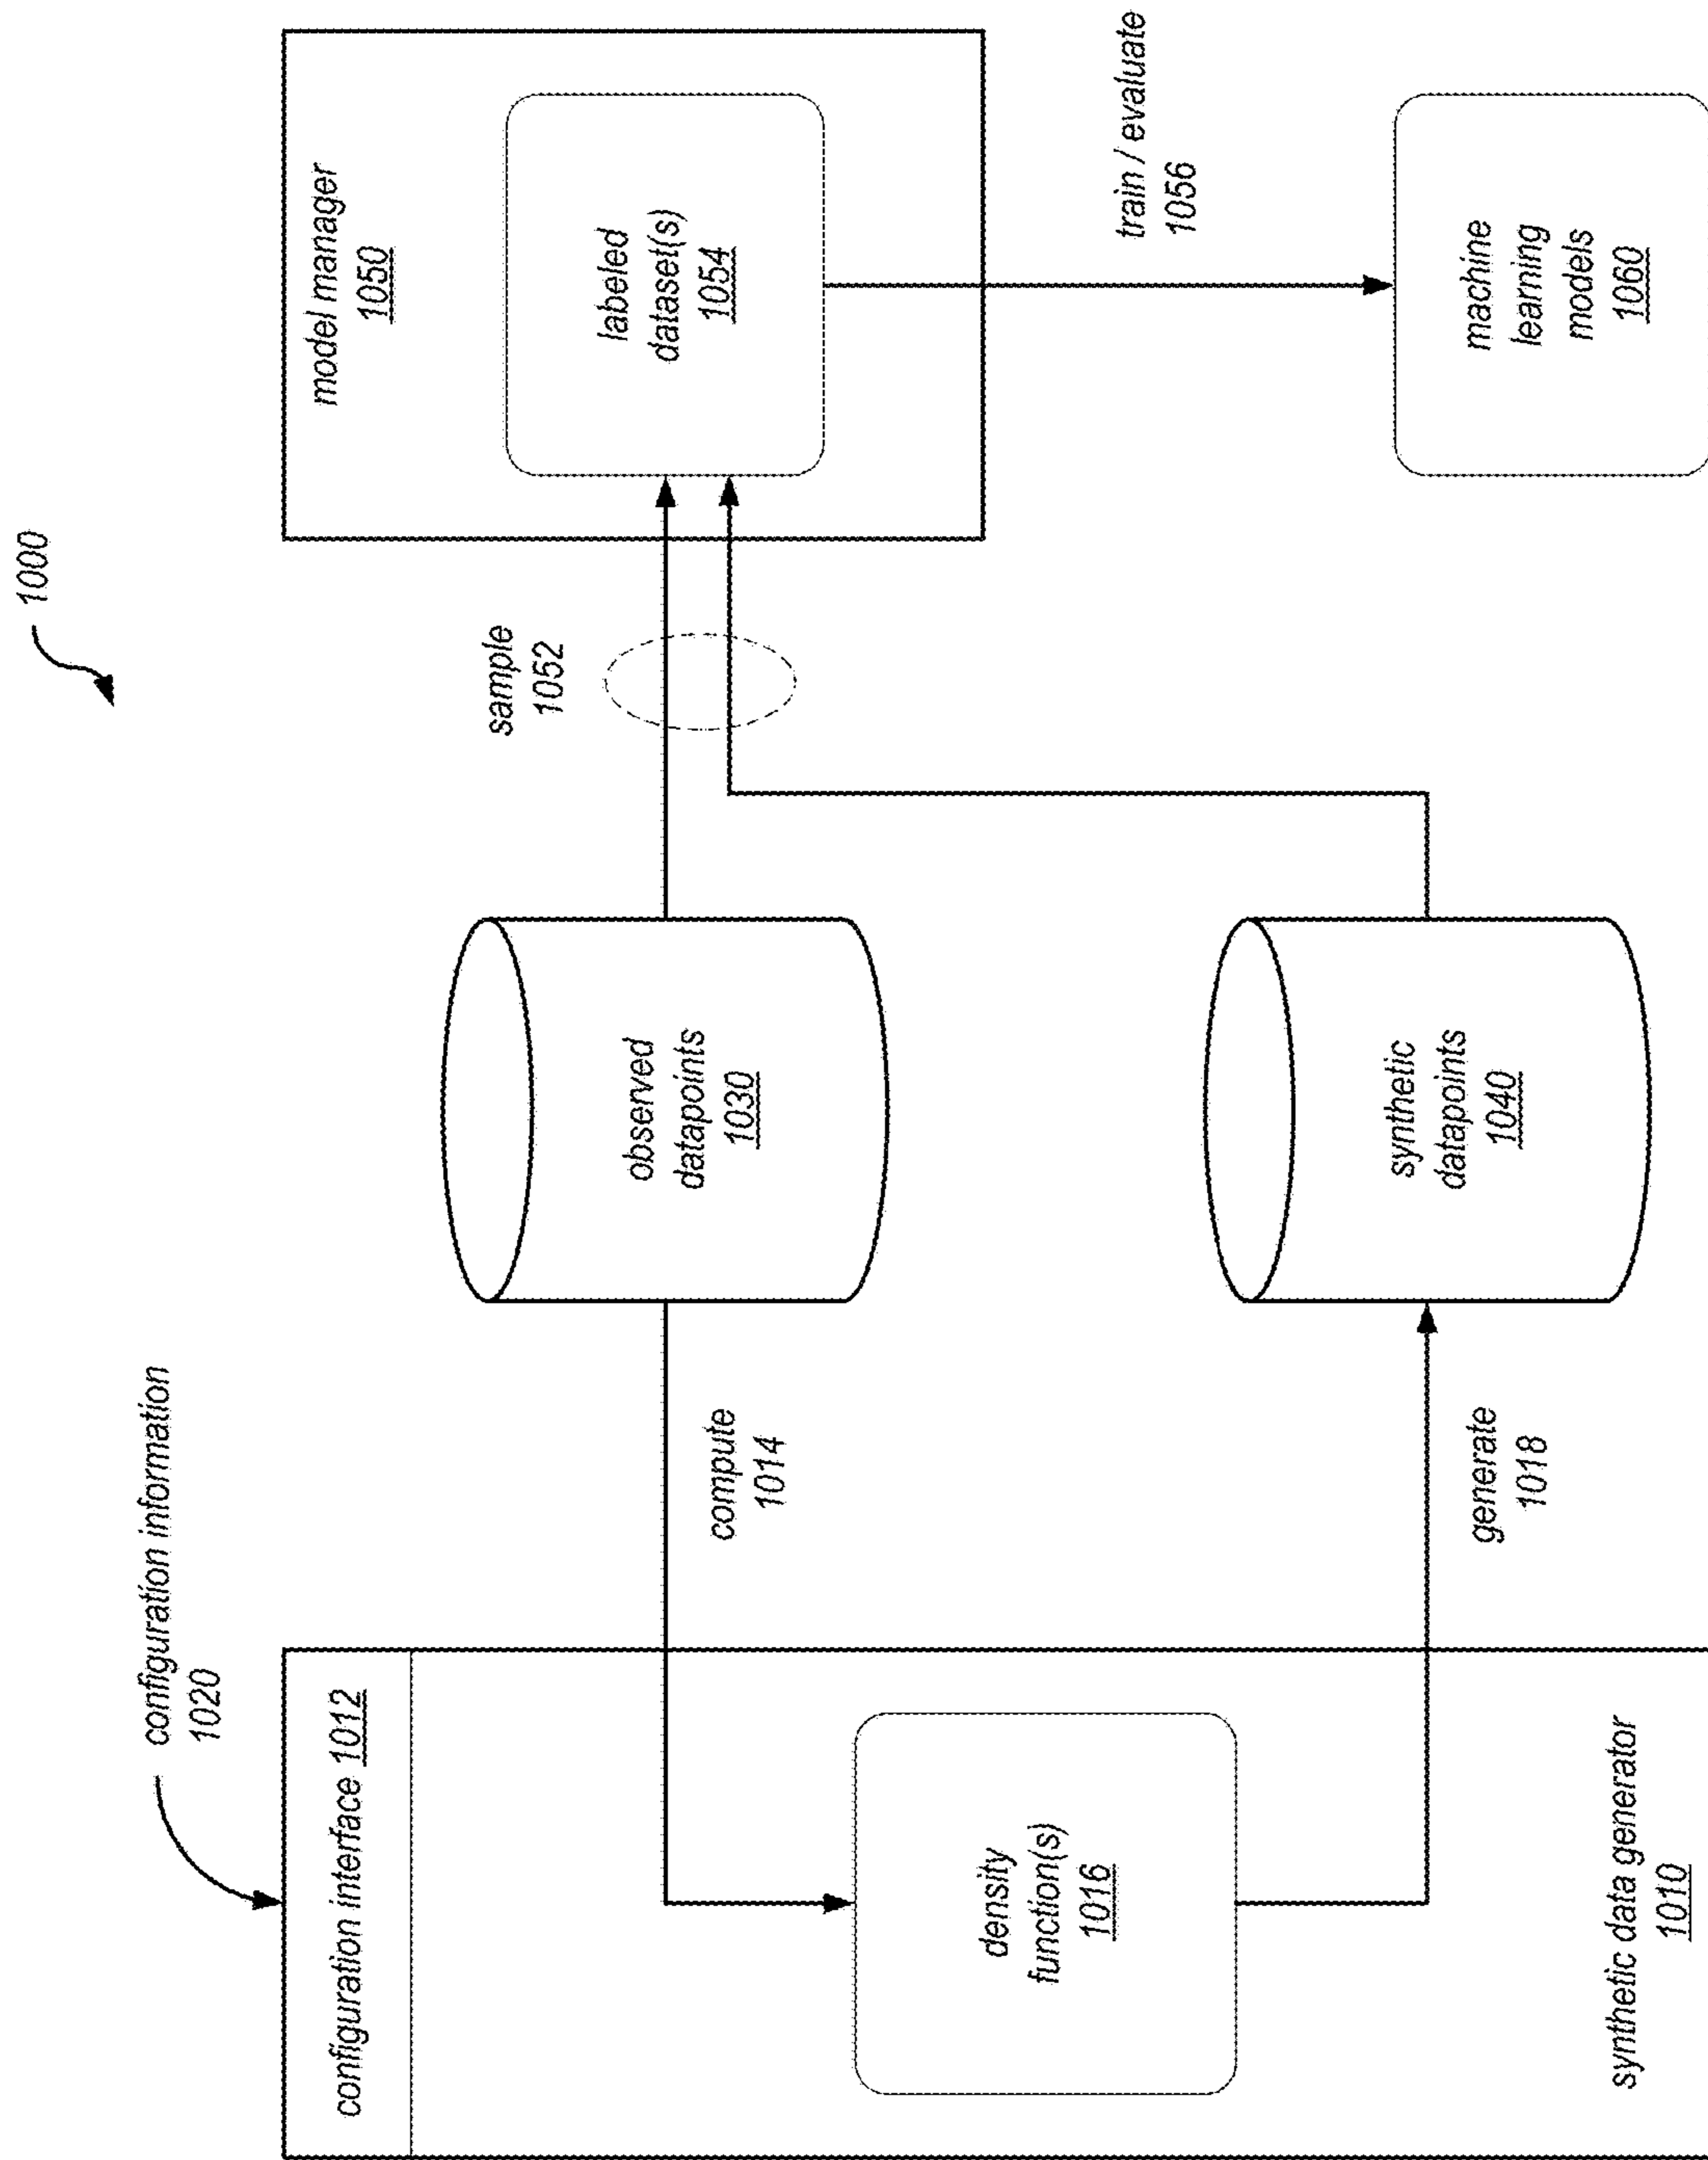 1000
configuration information
1020
configuration interface 1012
density
function(s)
1016
synthetic data generator
1010
compute
1014
generate
1018
observed
datapoints
1030
synthetic
datapoints
1040
sample
1052
model manager
1050
labeled
dataset(s)
1054
train / evaluate
1056
machine
learning
models
1060